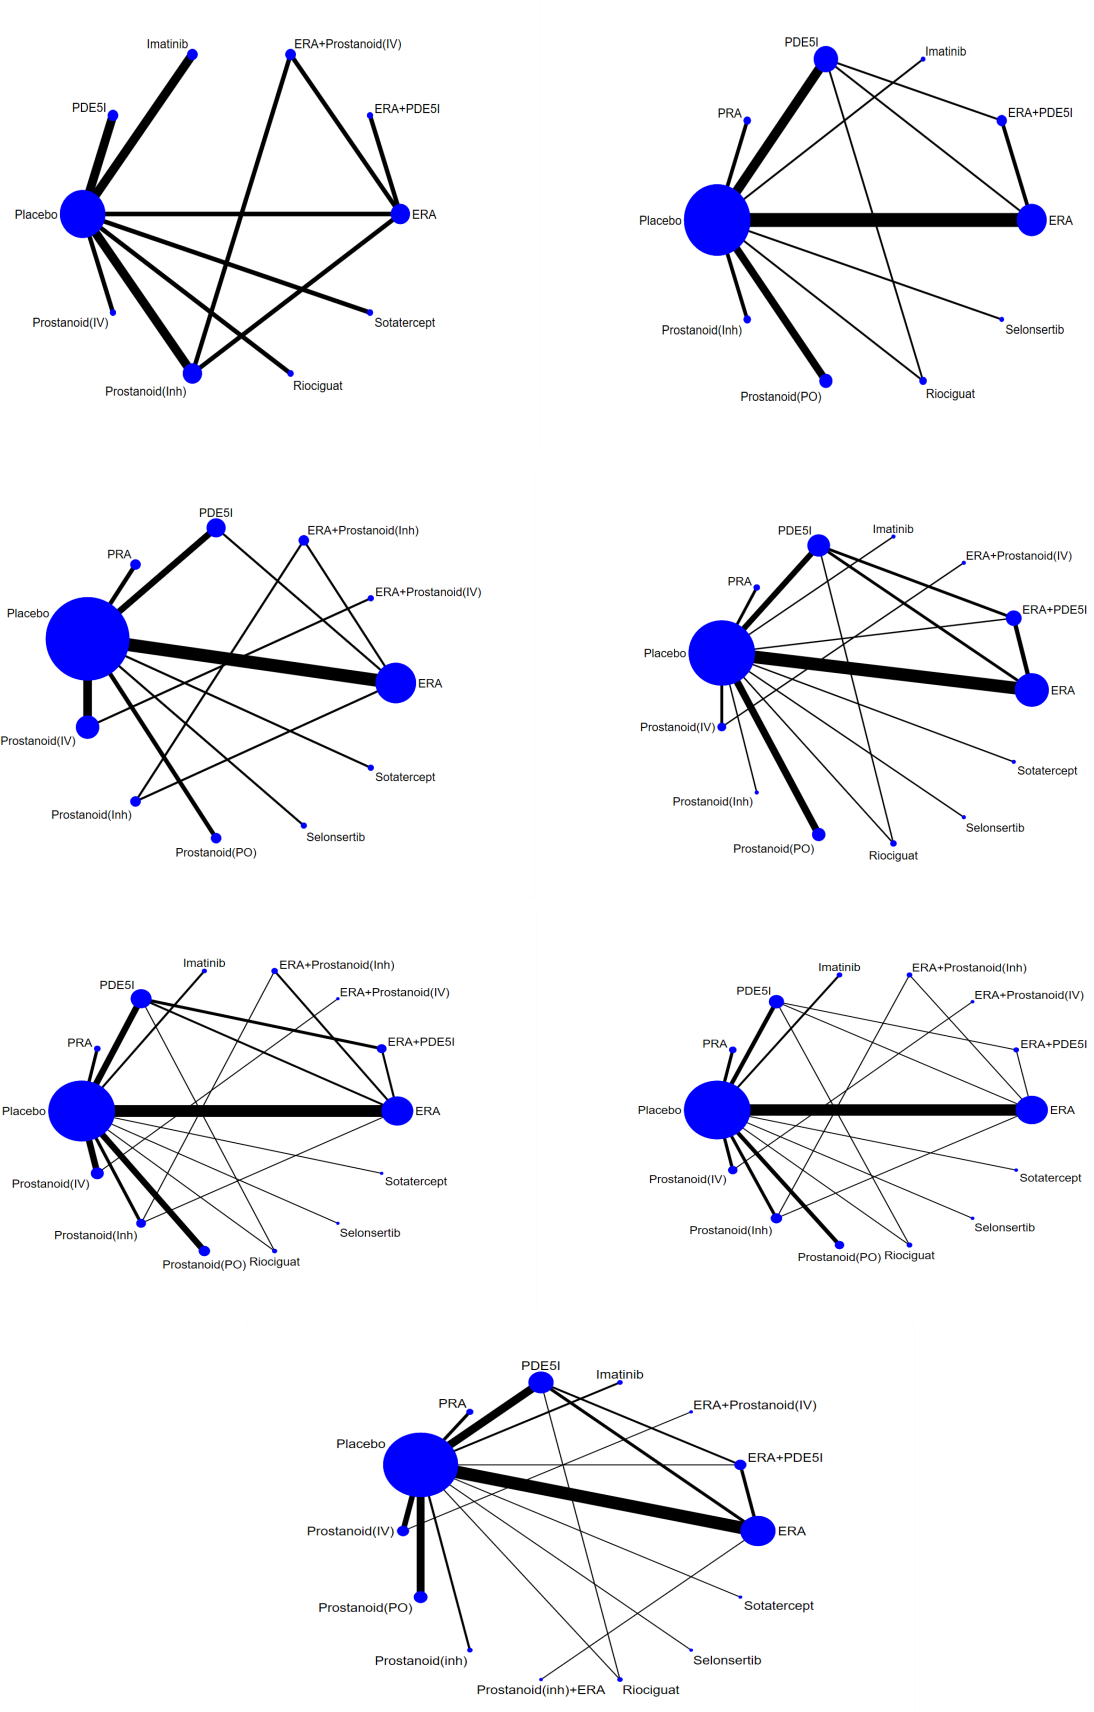 Imatinib
ERA+Prostanoid(IV)
PDE5I
ERA+PDE5I
Placebo
ERA
Prostanoid(IV)
Sotatercept
Prostanoid(Inh)
Riociguat
PDE5I
Imatinib
PRA
ERA+PDE5I
Placebo
ERA
Prostanoid(Inh)
Selonsertib
Prostanoid(PO)
Riociguat
PDE5I
ERA+Prostanoid(Inh)
PRA
ERA+Prostanoid(IV)
Placebo
ERA
Prostanoid(IV)
Sotatercept
Prostanoid(Inh)
Selonsertib
Prostanoid(PO)
Imatinib
PDE5I
ERA+Prostanoid(IV)
PRA
ERA+PDE5I
Placebo
ERA
Prostanoid(IV)
Sotatercept
Prostanoid(Inh)
Selonsertib
Prostanoid(PO)
Riociguat
Imatinib
ERA+Prostanoid(Inh)
PDE5I
ERA+Prostanoid(IV)
PRA
ERA+PDE5I
Placebo
ERA
Prostanoid(IV)
Sotatercept
Prostanoid(Inh)
Selonsertib
Prostanoid(PO)
Riociguat
Imatinib
ERA+Prostanoid(Inh)
PDE5I
ERA+Prostanoid(IV)
PRA
ERA+PDE5I
Placebo
ERA
Prostanoid(IV)
Sotatercept
Prostanoid(Inh)
Selonsertib
Prostanoid(PO)
Riociguat
PDE5I
Imatinib
PRA
ERA+Prostanoid(IV)
Placebo
ERA+PDE5I
Prostanoid(IV)
ERA
Prostanoid(PO)
Sotatercept
Prostanoid(inh)
Selonsertib
Prostanoid(inh)+ERA
Riociguat